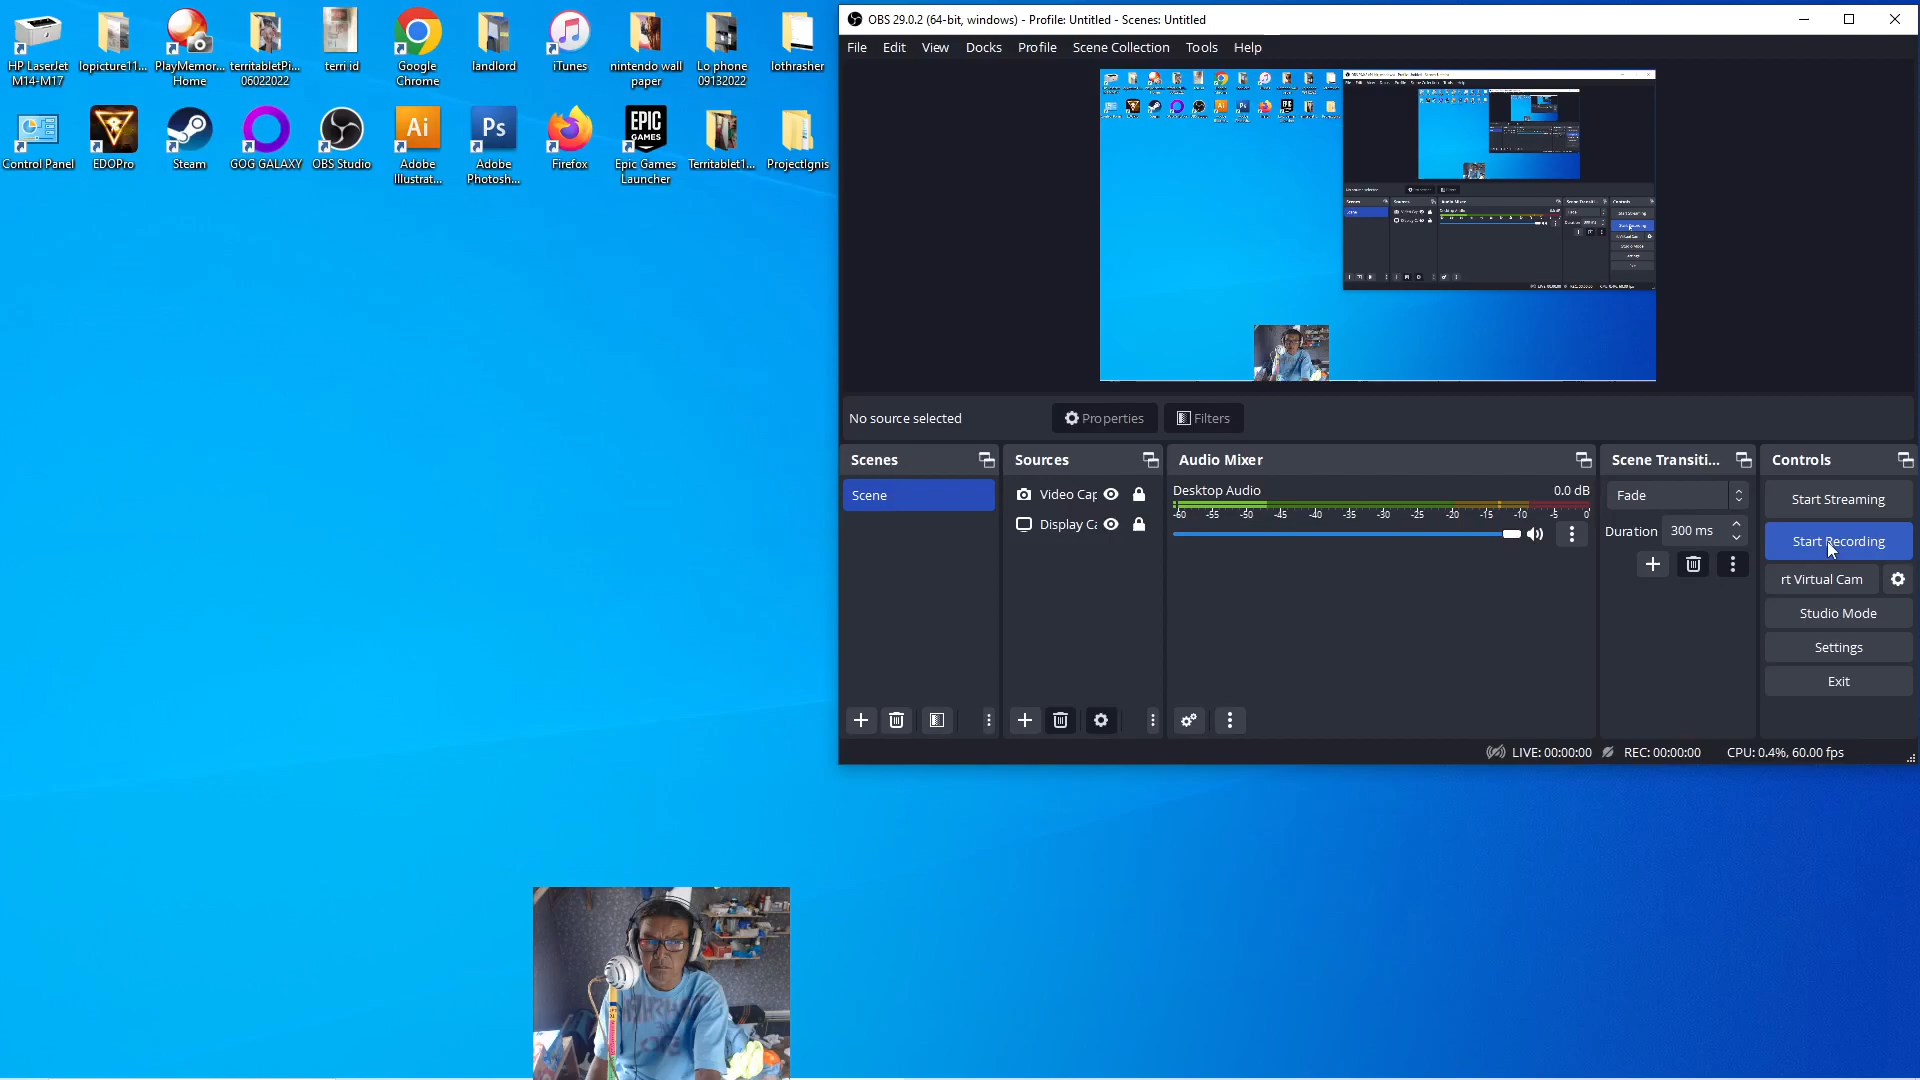 HP LaserJet
M14-M17
lopicture11...
PlayMemor...
Home
territabletPi...
06022022
terri id
Google
Chrome
landlord
iTunes
nintendo wall
paper
Lo phone
09132022
lothrasher
Control Panel
EDOPro
Steam
GOG GALAXY
OBS Studio
Ai
Adobe
Illustrat...
Ps
Adobe
Photosh...
Firefox
EPIC
GAMES
Epic Games
Launcher
Territablet1...
ProjectIgnis
OBS 29.0.2 (64-bit, windows) - Profile: Untitled - Scenes: Untitled
File Edit View Docks Profile Scene Collection Tools Help
No source selected
Properties
Filters
Scenes
Scene
Sources
Video Cap
Display Ca
Audio Mixer
Desktop Audio
0.0 dB
-60 -55 -50 -45 -40 -35 -30 -25 -20 -15 -10 -5 0
Scene Transiti...
Fade
Duration 300 ms
Controls
Start Streaming
Start Recording
rt Virtual Cam
Studio Mode
Settings
Exit
LIVE: 00:00:00
REC: 00:00:00
CPU: 0.4%, 60.00 fps